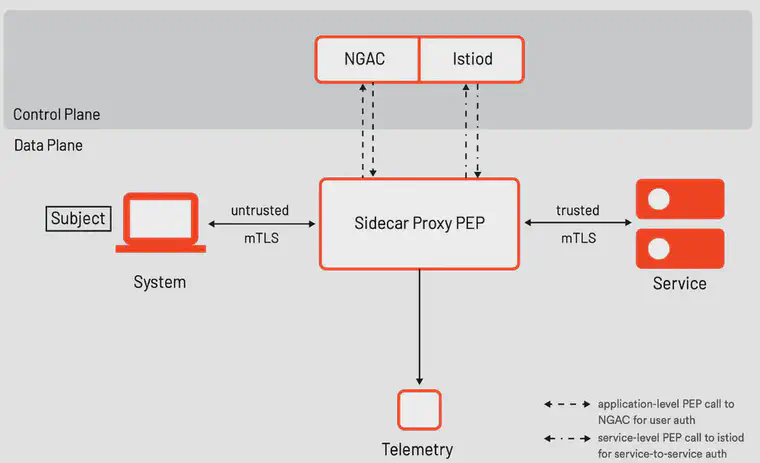 NGAC
Istiod
Control Plane
Data Plane
Subject
untrusted
mTLS
Sidecar Proxy PEP
trusted
mTLS
System
Service
Telemetry
application-level PEP call to
NGAC for user auth
service-level PEP call to istiod
for service-to-service auth